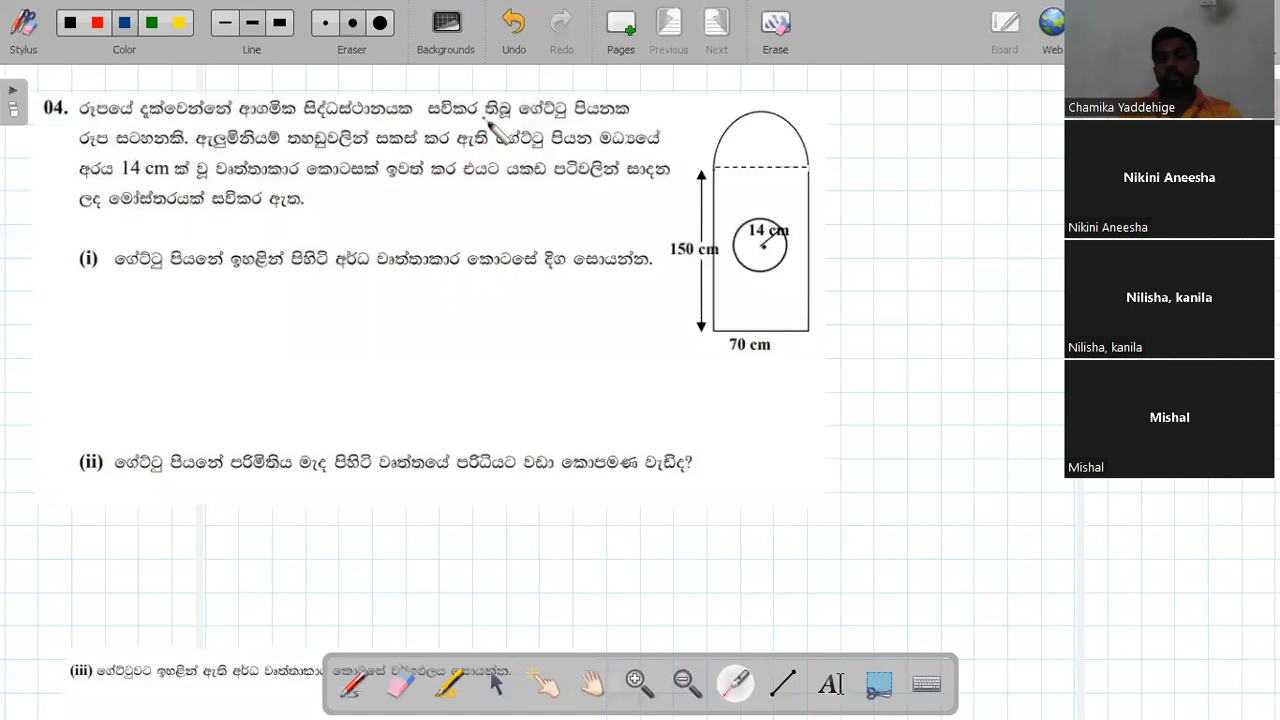 Stylus
Color
Line
Eraser
Backgrounds
Undo
Redo
Pages
Previous
Next
Erase
Board
Web
Chamika Yaddehige
Nikini Aneesha
Nikini Aneesha
Nilisha, kanila
Nilisha, kanila
Mishal
Mishal
04. රූපයේ දැක්වෙන්නේ ආගමික සිද්ධස්ථානයක සවිකර තිබූ ගේට්ටු පියනක
රූප සටහනකි. ඇලුමිනියම් තහඩුවලින් සකස් කර ඇති ගේට්ටු පියන මධ්‍යයේ
අරය 14 cm ක් වූ වෘත්තාකාර කොටසක් ඉවත් කර එයට යකඩ පටිවලින් සාදන
ලද මෝස්තරයක් සවිකර ඇත.
14 cm
150 cm
70 cm
(i) ගේට්ටු පියනේ ඉහළින් පිහිටි අර්ධ වෘත්තාකාර කොටසේ දිග සොයන්න.
(ii) ගේට්ටු පියනේ පරිමිතිය මැද පිහිටි වෘත්තයේ පරිධියට වඩා කොපමණ වැඩිද?
(iii) ගේට්ටුවට ඉහළින් ඇති අර්ධ වෘත්තාකාර කොටසේ වර්ගඵලය සොයන්න.